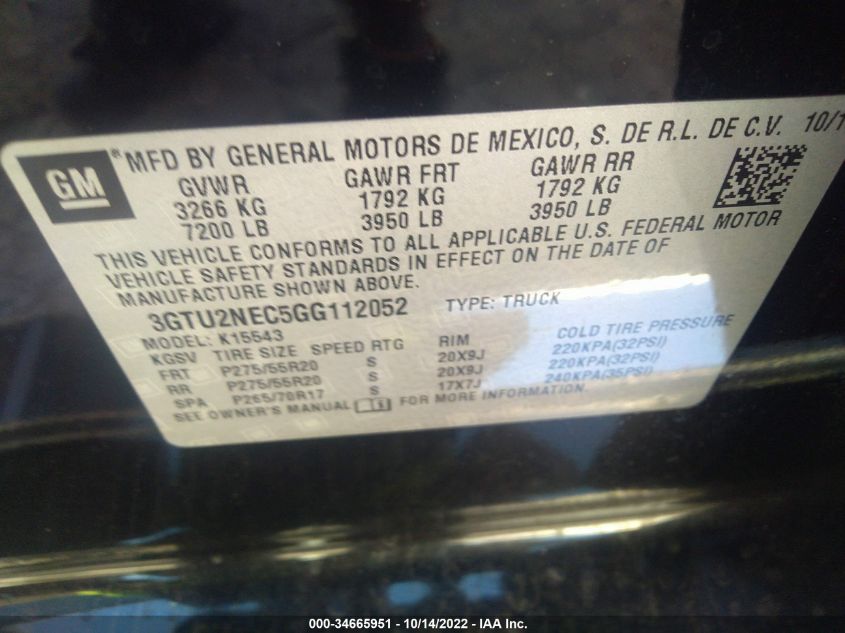 GM
® MFD BY GENERAL MOTORS DE MEXICO, S. DE R.L. DE C.V. 10/1
GVWR GAWR FRT GAWR RR
3266 KG 1792 KG 1792 KG
7200 LB 3950 LB 3950 LB
THIS VEHICLE CONFORMS TO ALL APPLICABLE U.S. FEDERAL MOTOR
VEHICLE SAFETY STANDARDS IN EFFECT ON THE DATE OF
MANUFACTURE SHOWN ABOVE.
3GTU2NEC5GG112052 TYPE: TRUCK
MODEL: K15543
KGSV TIRE SIZE SPEED RTG RIM COLD TIRE PRESSURE
FRT P275/55R20 S 20X9J 220KPA(32PSI)
RR P275/55R20 S 20X9J 220KPA(32PSI)
SPA P265/70R17 S 17X7J 240KPA(35PSI)
SEE OWNER'S MANUAL FOR MORE INFORMATION.
000-34665951 - 10/14/2022 - IAA Inc.